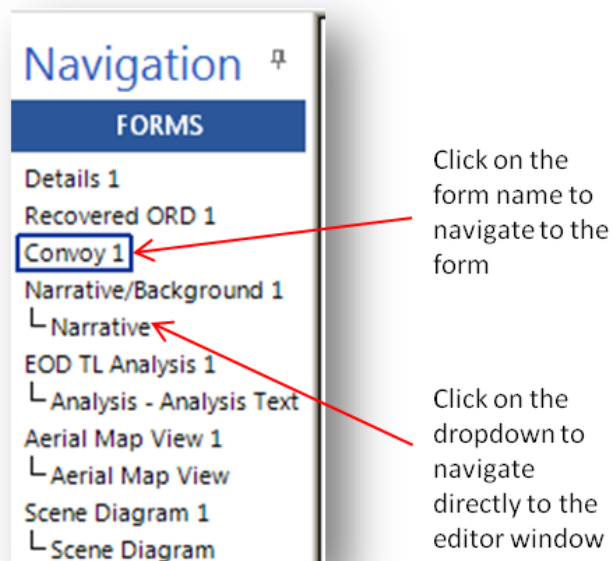 Navigation
FORMS
Details 1
Recovered ORD 1
Convoy 1
Narrative/Background 1
Narrative
EOD TL Analysis 1
Analysis - Analysis Text
Aerial Map View 1
Aerial Map View
Scene Diagram 1
Scene Diagram
Click on the
form name to
navigate to the
form
Click on the
dropdown to
navigate
directly to the
editor window